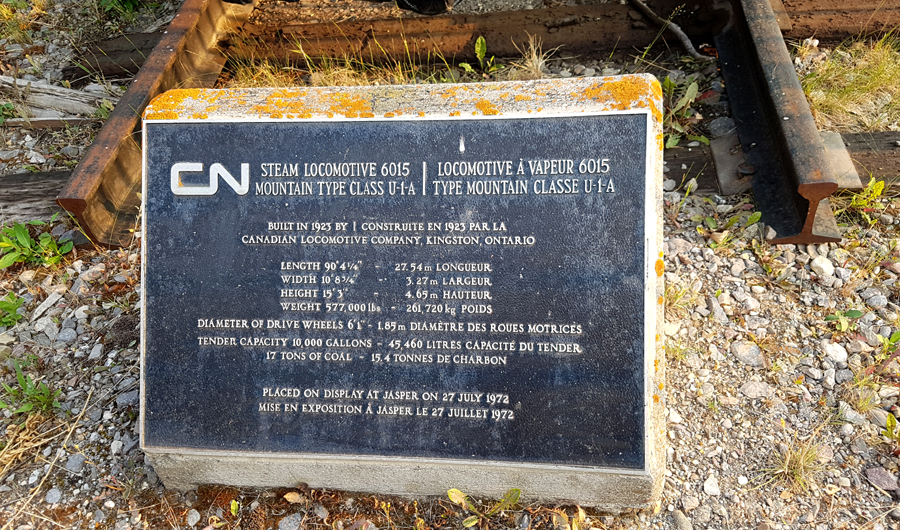 CN STEAM LOCOMOTIVE 6015 | LOCOMOTIVE À VAPEUR 6015
MOUNTAIN TYPE CLASS U-1-A | TYPE MOUNTAIN CLASSE U-1-A
BUILT IN 1923 BY | CONSTRUITE EN 1923 PAR LA
CANADIAN LOCOMOTIVE COMPANY, KINGSTON, ONTARIO
LENGTH 90'4¼" - 27.54m LONGUEUR
WIDTH 10'8¾" - 3.27m LARGEUR
HEIGHT 15'3" - 4.65m HAUTEUR
WEIGHT 577,000 lbs - 261,720 kg POIDS
DIAMETER OF DRIVE WHEELS 6'1" - 1.85m DIAMÈTRE DES ROUES MOTRICES
TENDER CAPACITY 10,000 GALLONS - 45,460 LITRES CAPACITÉ DU TENDER
17 TONS OF COAL - 15.4 TONNES DE CHARBON
PLACED ON DISPLAY AT JASPER ON 27 JULY 1972
MISE EN EXPOSITION À JASPER LE 27 JUILLET 1972